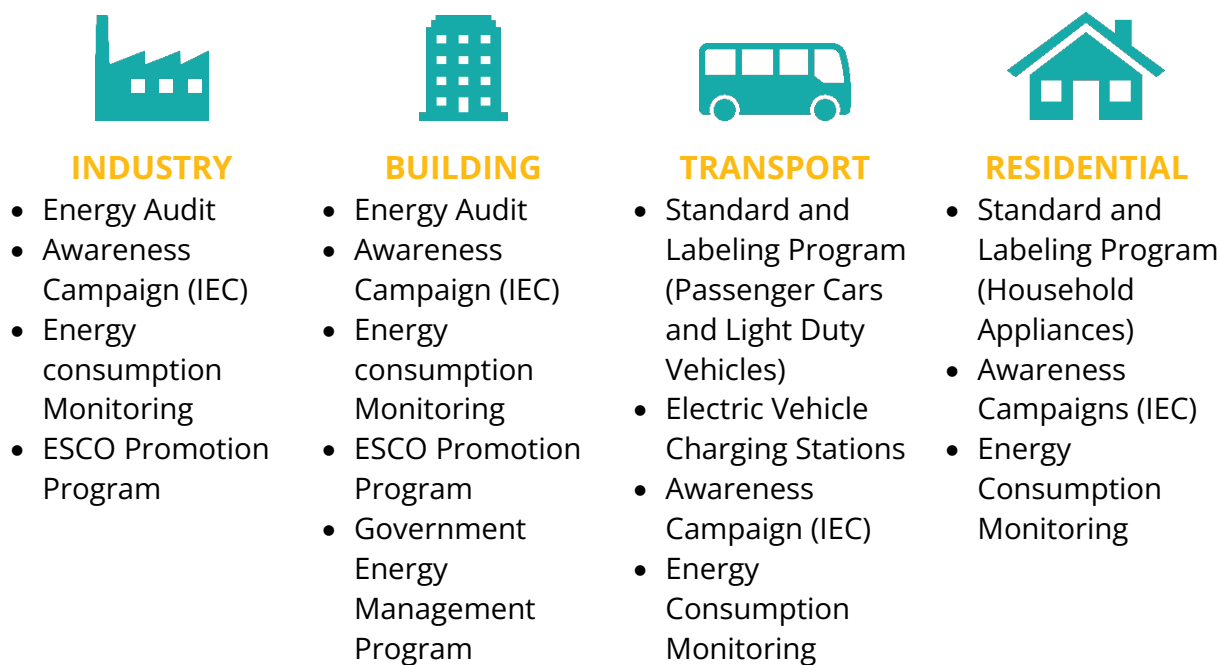 INDUSTRY
• Energy Audit
• Awareness
Campaign (IEC)
• Energy
consumption
Monitoring
• ESCO Promotion
Program
BUILDING
• Energy Audit
• Awareness
Campaign (IEC)
• Energy
consumption
Monitoring
• ESCO Promotion
Program
• Government
Energy
Management
Program
TRANSPORT
• Standard and
Labeling Program
(Passenger Cars
and Light Duty
Vehicles)
• Electric Vehicle
Charging Stations
• Awareness
Campaign (IEC)
• Energy
Consumption
Monitoring
RESIDENTIAL
• Standard and
Labeling Program
(Household
Appliances)
• Awareness
Campaigns (IEC)
• Energy
Consumption
Monitoring